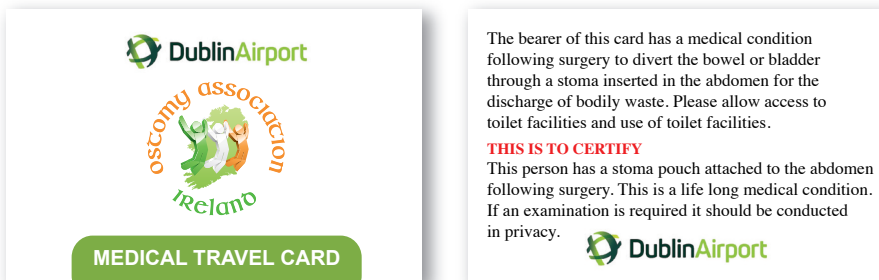 DublinAirport
ostomy association
Ireland
MEDICAL TRAVEL CARD
The bearer of this card has a medical condition
following surgery to divert the bowel or bladder
through a stoma inserted in the abdomen for the
discharge of bodily waste. Please allow access to
toilet facilities and use of toilet facilities.
THIS IS TO CERTIFY
This person has a stoma pouch attached to the abdomen
following surgery. This is a life long medical condition.
If an examination is required it should be conducted
in privacy.
DublinAirport